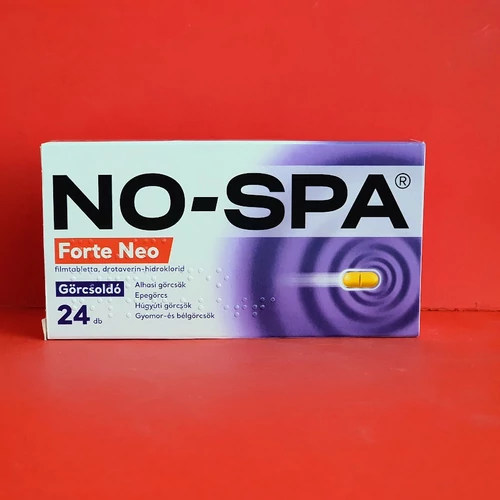 NO-SPA®
Forte Neo
filmtabletta, drotaverin-hidroklorid
Görcsoldó
Alhasi görcsök
Epegörcs
Húgyúti görcsök
Gyomor-és bélgörcsök
24 db